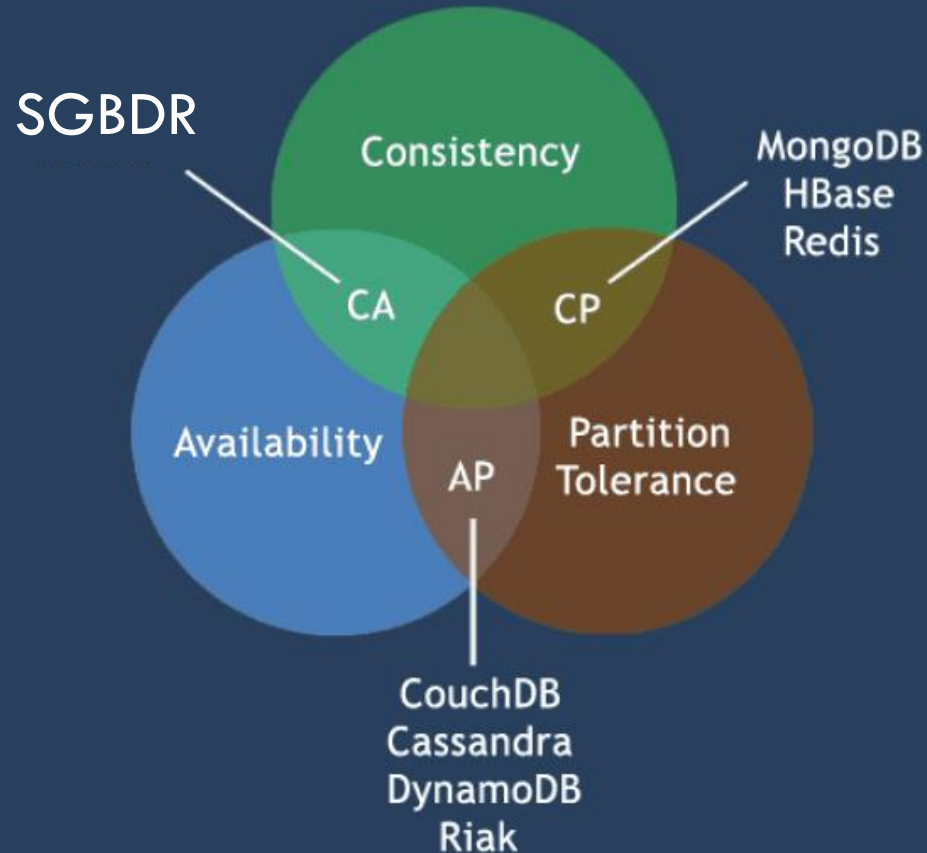 SGBDR
Consistency
MongoDB
HBase
Redis
CA
CP
Availability
Partition
Tolerance
AP
CouchDB
Cassandra
DynamoDB
Riak